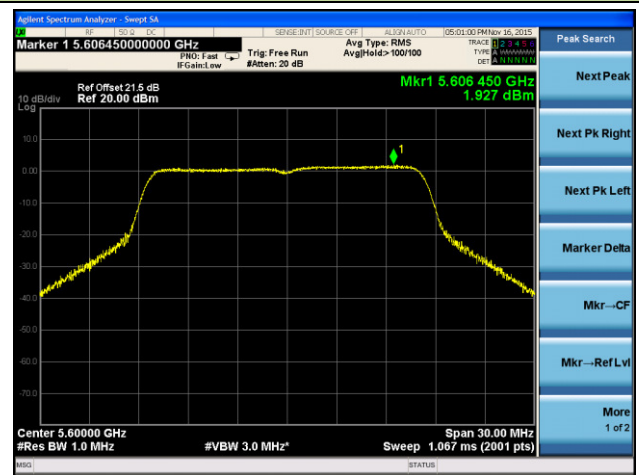 Agilent Spectrum Analyzer - Swept SA
RF 50 Ω DC SENSE:INT SOURCE OFF ALIGN AUTO 05:01:00 PM Nov 16, 2015
Marker 1 5.606450000000 GHz
PNO: Fast
IFGain:Low
Trig: Free Run
#Atten: 20 dB
Avg Type: RMS
Avg|Hold:>100/100
TRACE 1 2 3 4 5 6
TYPE A WWWWW
DET A N N N N N
Peak Search
Ref Offset 21.5 dB
Ref 20.00 dBm
10 dB/div
Log
Mkr1 5.606 450 GHz
1.927 dBm
Next Peak
10.0
0.00
-10.0
-20.0
-30.0
-40.0
-50.0
-60.0
-70.0
1
Next Pk Right
Next Pk Left
Marker Delta
Mkr→CF
Mkr→Ref Lvl
More
1 of 2
Center 5.60000 GHz
#Res BW 1.0 MHz
#VBW 3.0 MHz*
Span 30.00 MHz
Sweep 1.067 ms (2001 pts)
MSG
STATUS